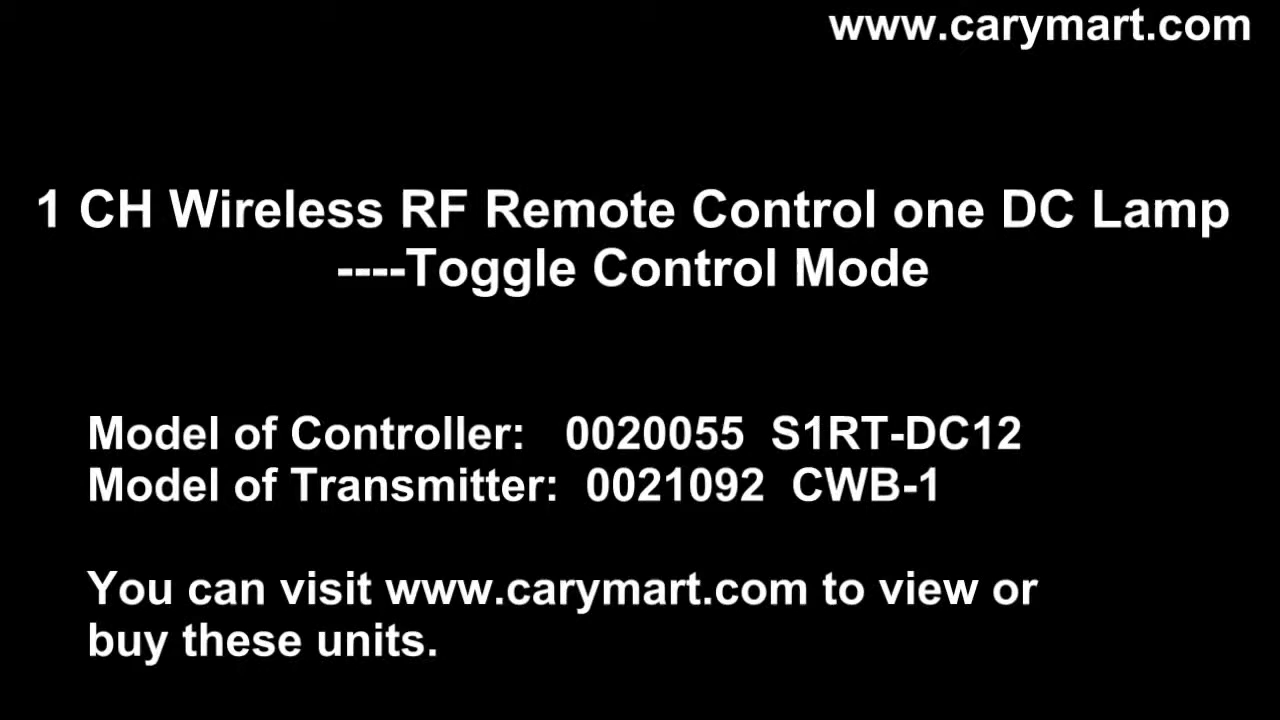 www.carymart.com
1 CH Wireless RF Remote Control one DC Lamp
----Toggle Control Mode
Model of Controller: 0020055 S1RT-DC12
Model of Transmitter: 0021092 CWB-1
You can visit www.carymart.com to view or
buy these units.